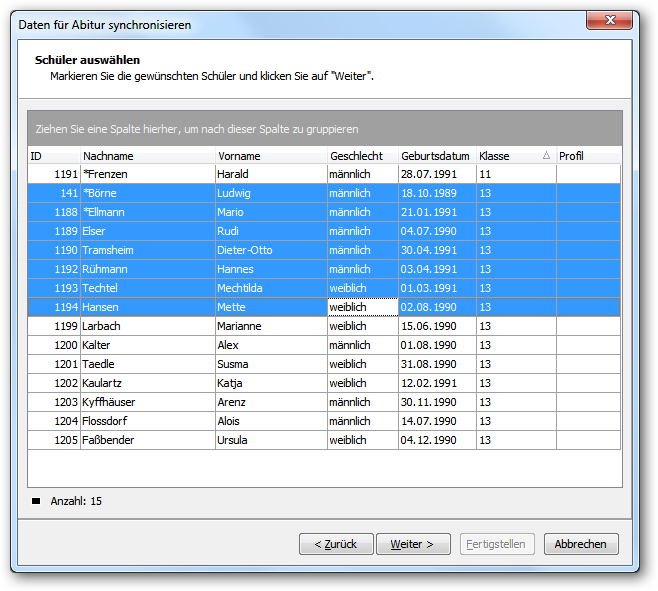 Daten für Abitur synchronisieren
Schüler auswählen
Markieren Sie die gewünschten Schüler und klicken Sie auf "Weiter".
Ziehen Sie eine Spalte hierher, um nach dieser Spalte zu gruppieren
ID Nachname Vorname Geschlecht Geburtsdatum Klasse Profil
1191 *Frenzen Harald männlich 28.07.1991 11
141 *Börne Ludwig männlich 18.10.1989 13
1188 *Ellmann Mario männlich 21.01.1991 13
1189 Elser Rudi männlich 04.07.1990 13
1190 Tramsheim Dieter-Otto männlich 30.04.1991 13
1192 Rühmann Hannes männlich 03.04.1991 13
1193 Techtel Mechtilda weiblich 01.03.1991 13
1194 Hansen Mette weiblich 02.08.1990 13
1199 Larbach Marianne weiblich 15.06.1990 13
1200 Kalter Alex männlich 01.08.1990 13
1201 Taedle Susma weiblich 31.08.1990 13
1202 Kaulartz Katja weiblich 12.02.1991 13
1203 Kyffhäuser Arenz männlich 30.11.1990 13
1204 Flossdorf Alois männlich 14.07.1990 13
1205 Faßbender Ursula weiblich 04.12.1990 13
Anzahl: 15
< Zurück Weiter > Fertigstellen Abbrechen